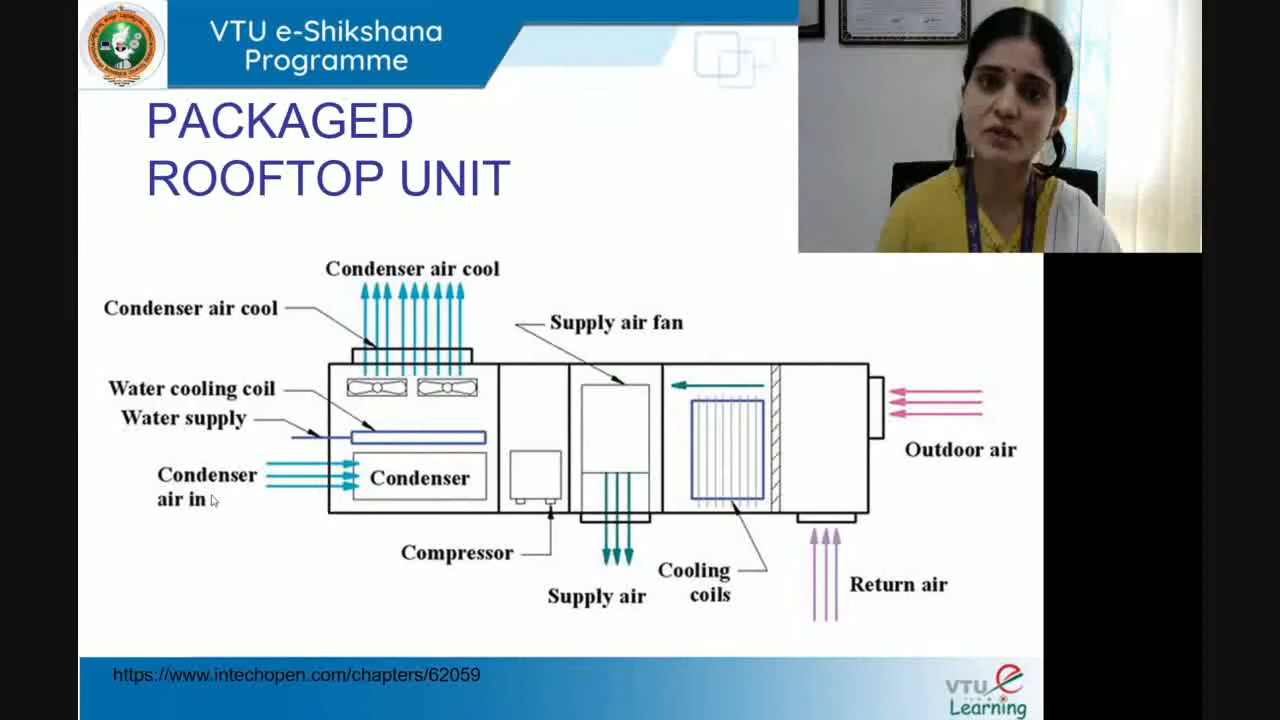 VTU e-Shikshana
Programme
PACKAGED
ROOFTOP UNIT
Condenser air cool
Condenser air cool
Supply air fan
Water cooling coil
Water supply
Condenser
air in
Condenser
Outdoor air
Compressor
Supply air
Cooling
coils
Return air
https://www.intechopen.com/chapters/62059
VTU e
Learning